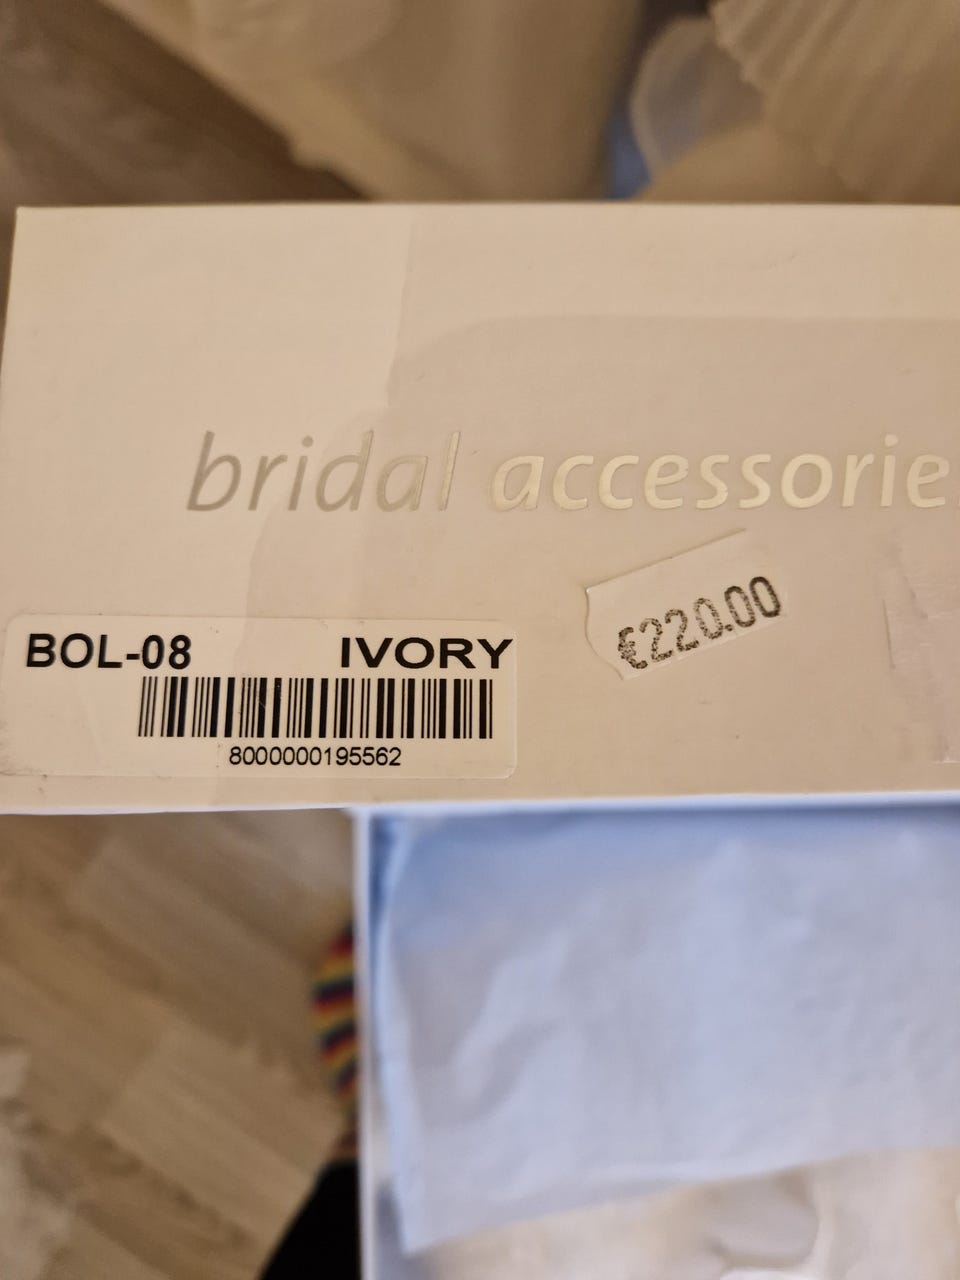 bridal accessorie
€220.00
BOL-08 IVORY
8000000195562